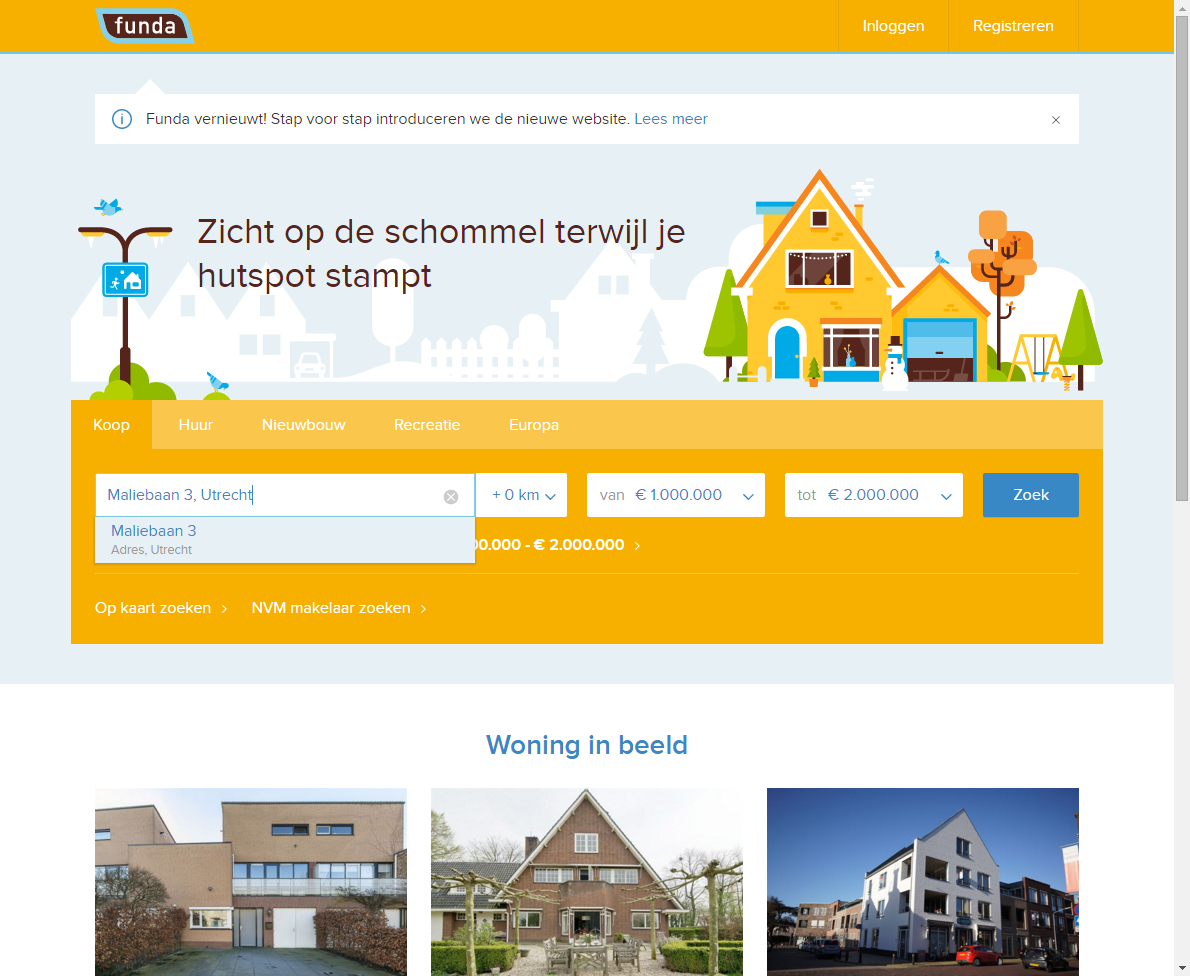 funda
Inloggen
Registreren
Funda vernieuwt! Stap voor stap introduceren we de nieuwe website. Lees meer
Zicht op de schommel terwijl je
hutspot stampt
Koop
Huur
Nieuwbouw
Recreatie
Europa
Maliebaan 3, Utrecht
+ 0 km
van € 1.000.000
tot € 2.000.000
Zoek
Maliebaan 3
Adres, Utrecht
00.000 - € 2.000.000
Op kaart zoeken
NVM makelaar zoeken
Woning in beeld